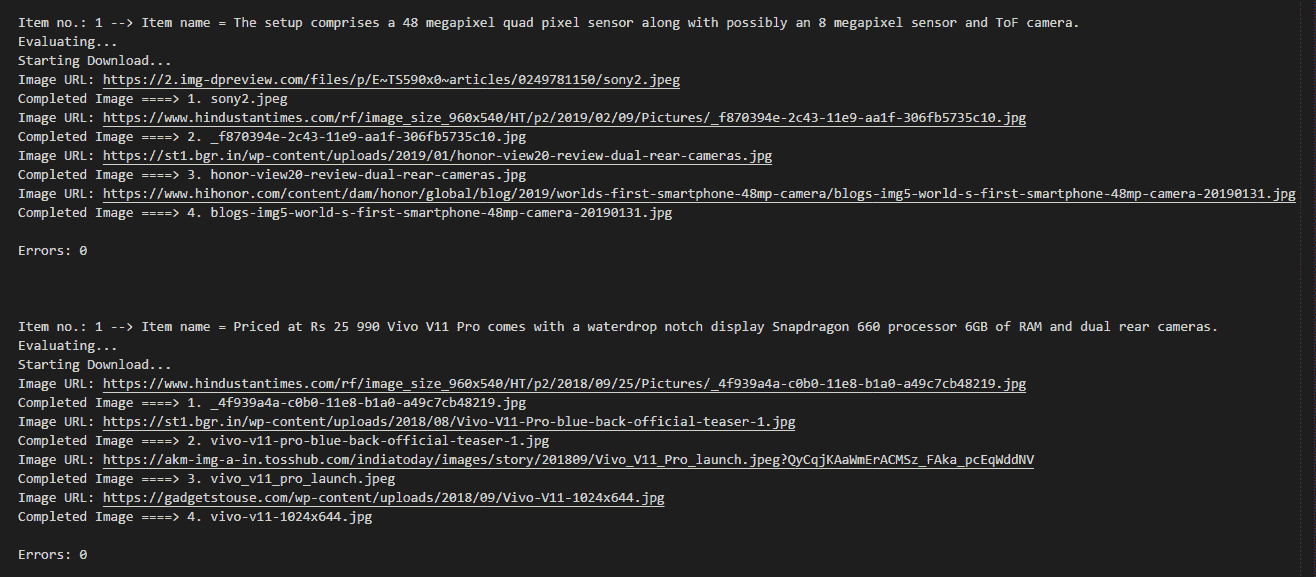 Item no.: 1 --> Item name = The setup comprises a 48 megapixel quad pixel sensor along with possibly an 8 megapixel sensor and ToF camera.
Evaluating...
Starting Download...
Image URL: https://2.img-dpreview.com/files/p/E~TS590x0~articles/0249781150/sony2.jpeg
Completed Image ====> 1. sony2.jpeg
Image URL: https://www.hindustantimes.com/rf/image_size_960x540/HT/p2/2019/02/09/Pictures/_f870394e-2c43-11e9-aa1f-306fb5735c10.jpg
Completed Image ====> 2. _f870394e-2c43-11e9-aa1f-306fb5735c10.jpg
Image URL: https://st1.bgr.in/wp-content/uploads/2019/01/honor-view20-review-dual-rear-cameras.jpg
Completed Image ====> 3. honor-view20-review-dual-rear-cameras.jpg
Image URL: https://www.hihonor.com/content/dam/honor/global/blog/2019/worlds-first-smartphone-48mp-camera/blogs-img5-world-s-first-smartphone-48mp-camera-20190131.jpg
Completed Image ====> 4. blogs-img5-world-s-first-smartphone-48mp-camera-20190131.jpg
Errors: 0
Item no.: 1 --> Item name = Priced at Rs 25 990 Vivo V11 Pro comes with a waterdrop notch display Snapdragon 660 processor 6GB of RAM and dual rear cameras.
Evaluating...
Starting Download...
Image URL: https://www.hindustantimes.com/rf/image_size_960x540/HT/p2/2018/09/25/Pictures/_4f939a4a-c0b0-11e8-b1a0-a49c7cb48219.jpg
Completed Image ====> 1. _4f939a4a-c0b0-11e8-b1a0-a49c7cb48219.jpg
Image URL: https://st1.bgr.in/wp-content/uploads/2018/08/Vivo-V11-Pro-blue-back-official-teaser-1.jpg
Completed Image ====> 2. vivo-v11-pro-blue-back-official-teaser-1.jpg
Image URL: https://akm-img-a-in.tosshub.com/indiatoday/images/story/201809/Vivo_V11_Pro_launch.jpeg?QyCqjKAaWmErACMSz_FAka_pcEqWddNV
Completed Image ====> 3. vivo_v11_pro_launch.jpeg
Image URL: https://gadgetstouse.com/wp-content/uploads/2018/09/Vivo-V11-1024x644.jpg
Completed Image ====> 4. vivo-v11-1024x644.jpg
Errors: 0